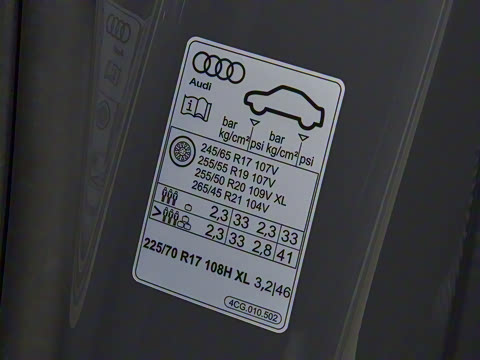 Audi
bar bar
kg/cm² psi kg/cm² psi
245/65 R17 107V
255/55 R19 107V
255/50 R20 109V XL
265/45 R21 104V
2,3 33 2,3 33
> 2,3 33 2,8 41
225/70 R17 108H XL 3,2 46
4CG.010.502